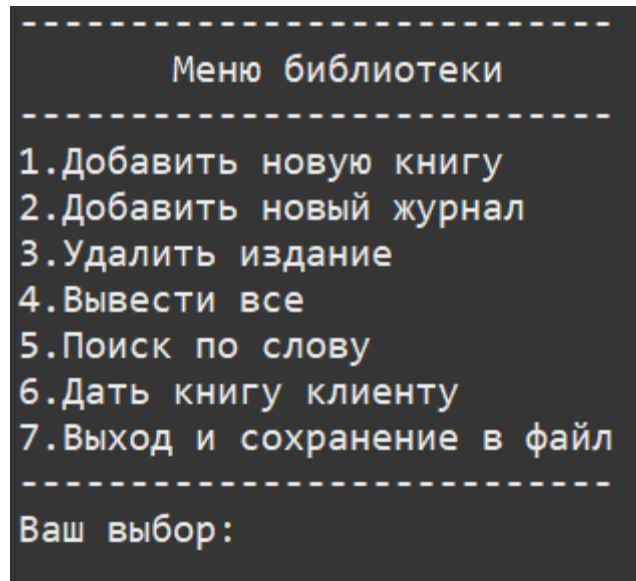 ---------------------------
Меню библиотеки
---------------------------
1.Добавить новую книгу
2.Добавить новый журнал
3.Удалить издание
4.Вывести все
5.Поиск по слову
6.Дать книгу клиенту
7.Выход и сохранение в файл
---------------------------
Ваш выбор: